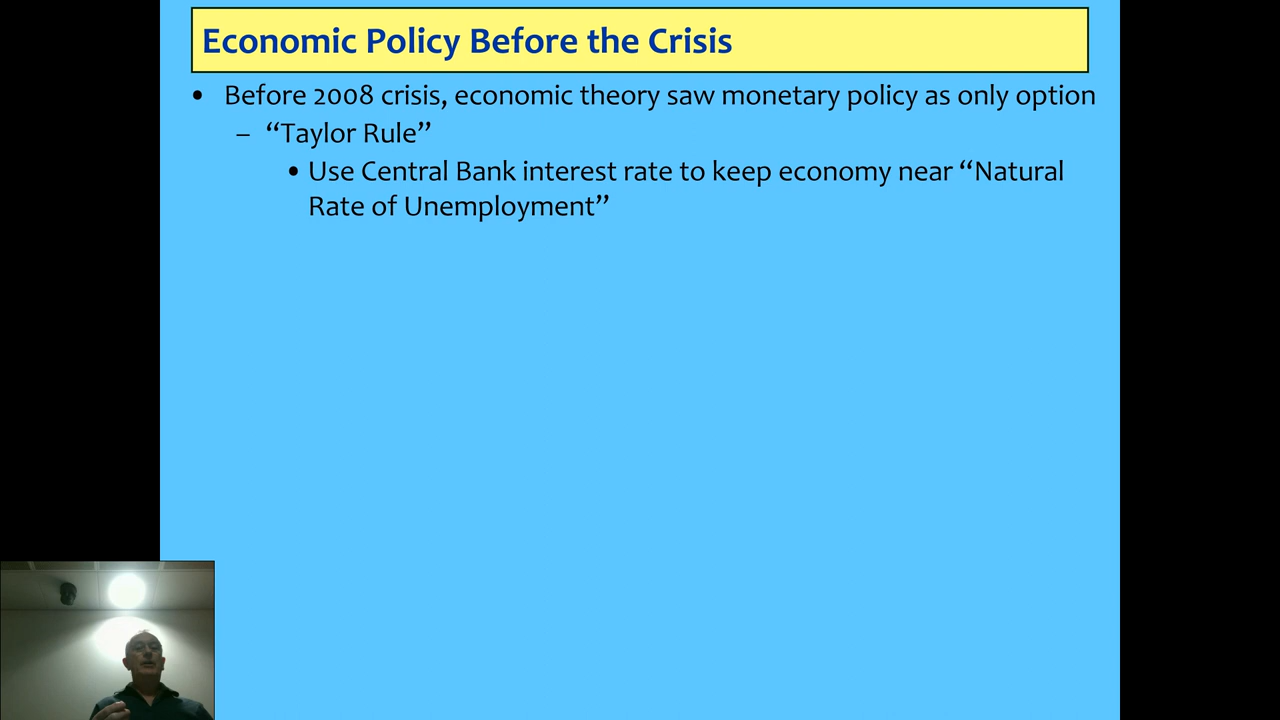 Economic Policy Before the Crisis
• Before 2008 crisis, economic theory saw monetary policy as only option
– “Taylor Rule”
• Use Central Bank interest rate to keep economy near “Natural
Rate of Unemployment”